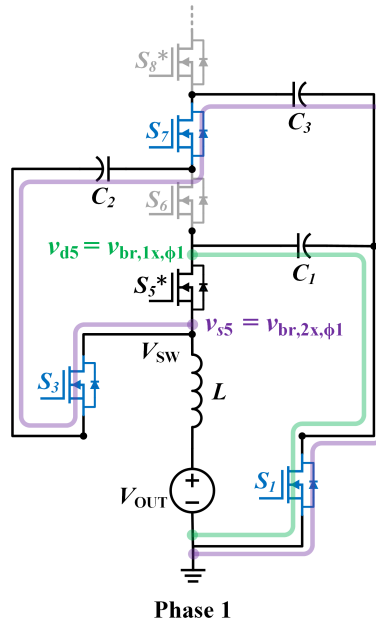 S8*
C3
S7
C2
S6
vd5 = vbr,1x,ϕ1
C1
S5*
vs5 = vbr,2x,ϕ1
VSW
S3
L
S1
VOUT
Phase 1